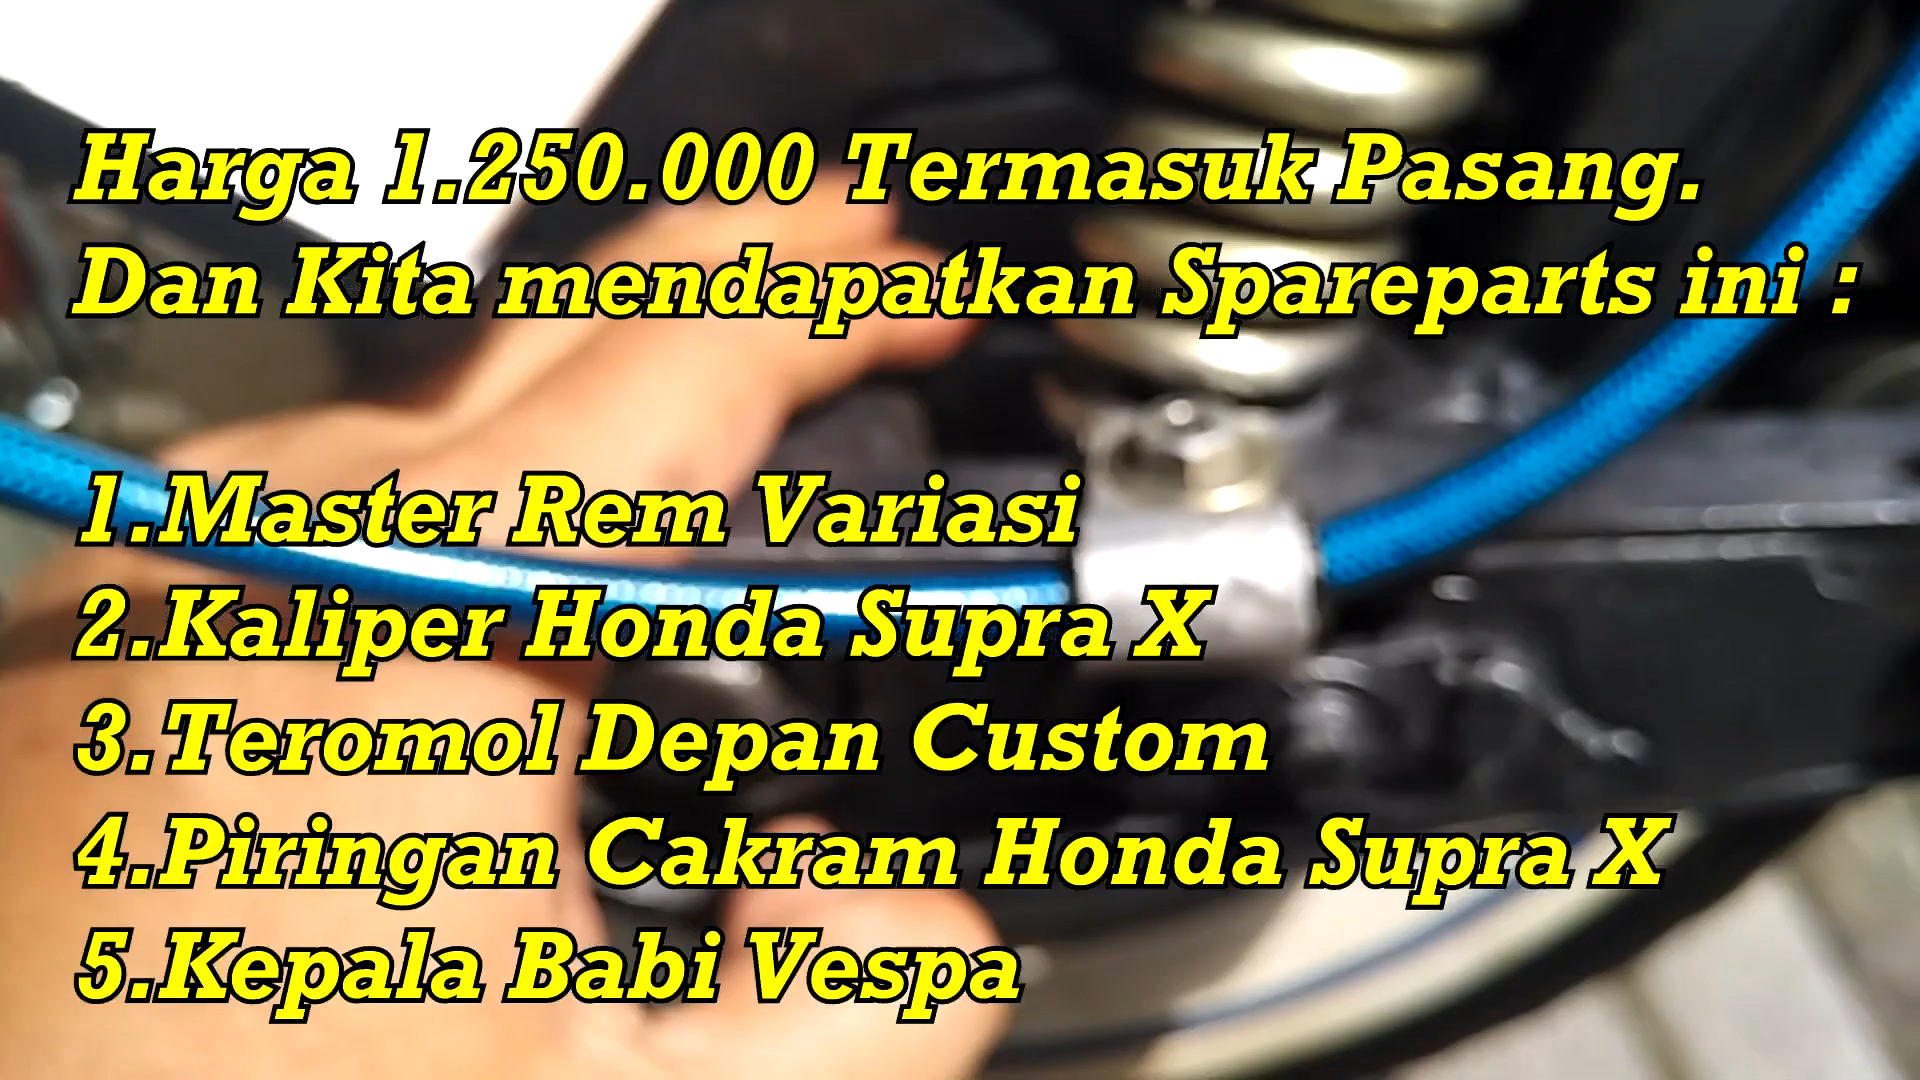 Harga 1.250.000 Termasuk Pasang.
Dan Kita mendapatkan Spareparts ini :
1.Master Rem Variasi
2.Kaliper Honda Supra X
3.Teromol Depan Custom
4.Piringan Cakram Honda Supra X
5.Kepala Babi Vespa